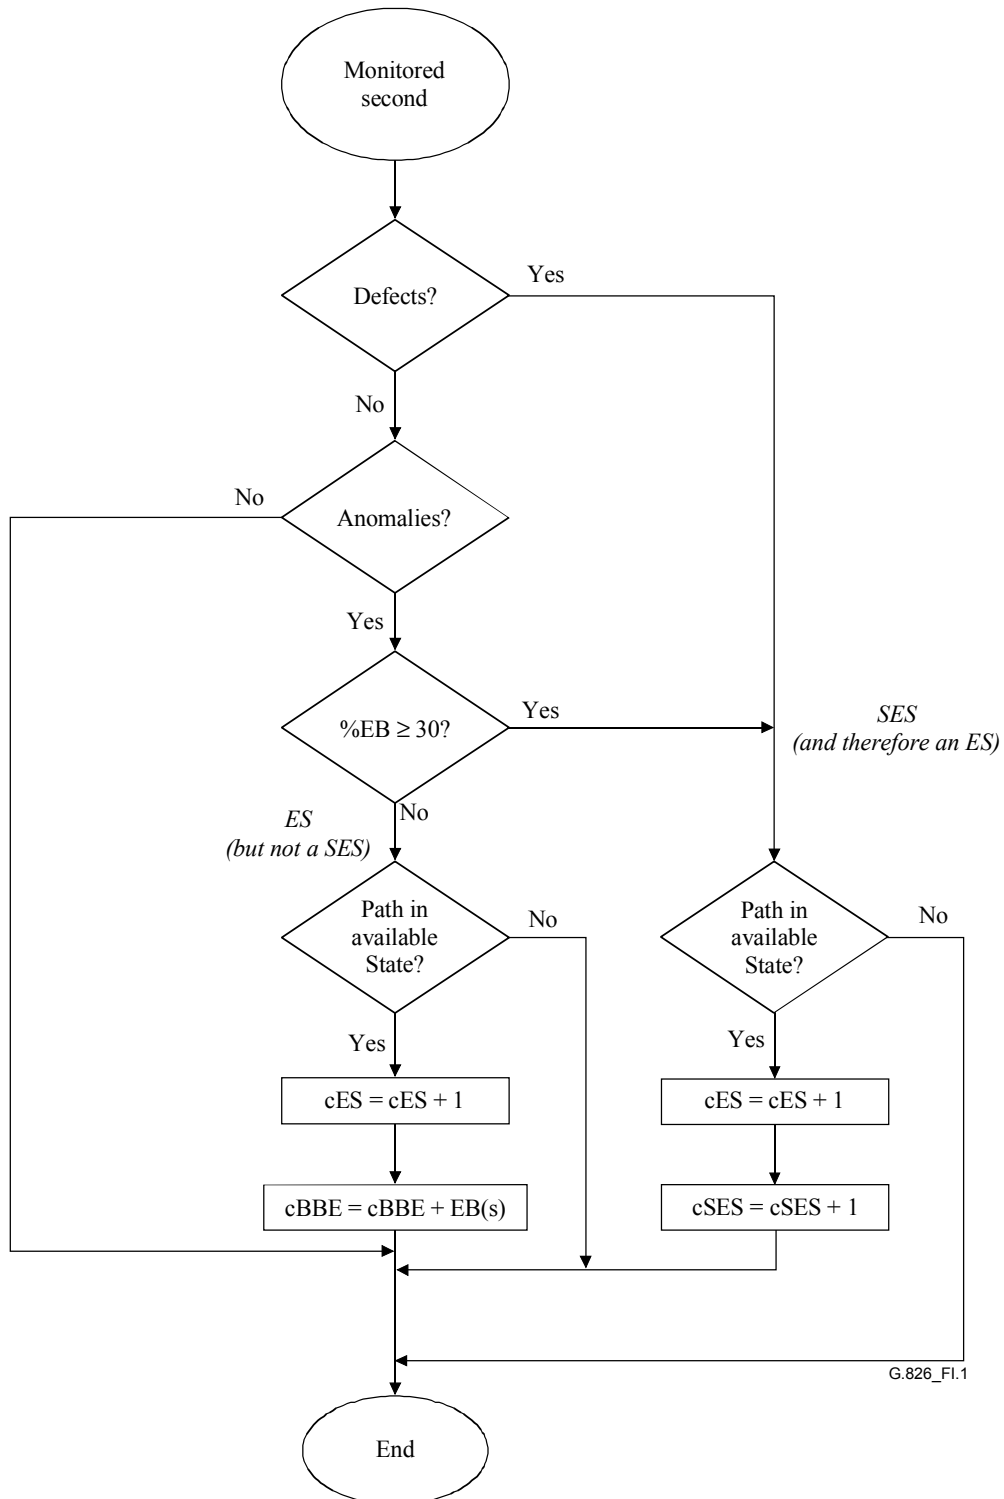 Monitored
second
Defects?
Yes
No
Anomalies?
No
Yes
%EB ≥ 30?
Yes
SES
(and therefore an ES)
No
ES
(but not a SES)
Path in
available
State?
No
Path in
available
State?
No
Yes
Yes
cES = cES + 1
cES = cES + 1
cBBE = cBBE + EB(s)
cSES = cSES + 1
G.826_FI.1
End